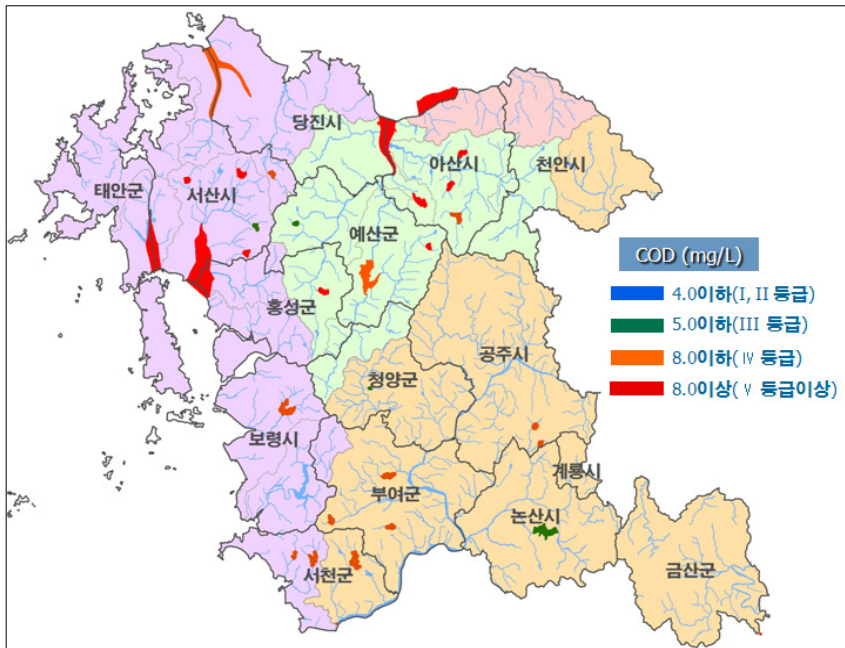 당진시
아산시
천안시
태안군
서산시
예산군
COD (mg/L)
4.0이하(I, II 등급)
5.0이하(III 등급)
8.0이하(Ⅳ 등급)
8.0이상(Ⅴ 등급이상)
홍성군
공주시
청양군
보령시
계룡시
부여군
논산시
서천군
금산군